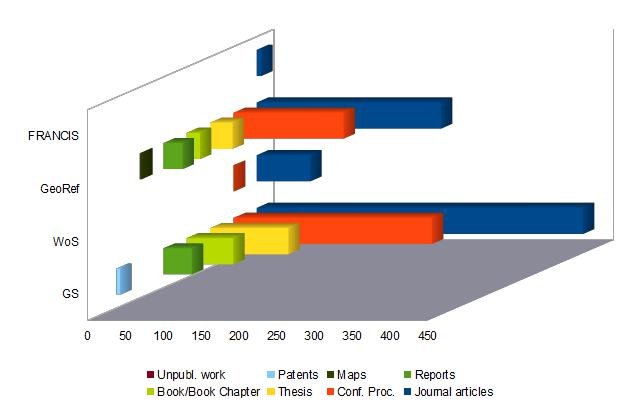 FRANCIS
GeoRef
WoS
GS
0 50 100 150 200 250 300 350 400 450
Unpubl. work Patents Maps Reports
Book/Book Chapter Thesis Conf. Proc. Journal articles